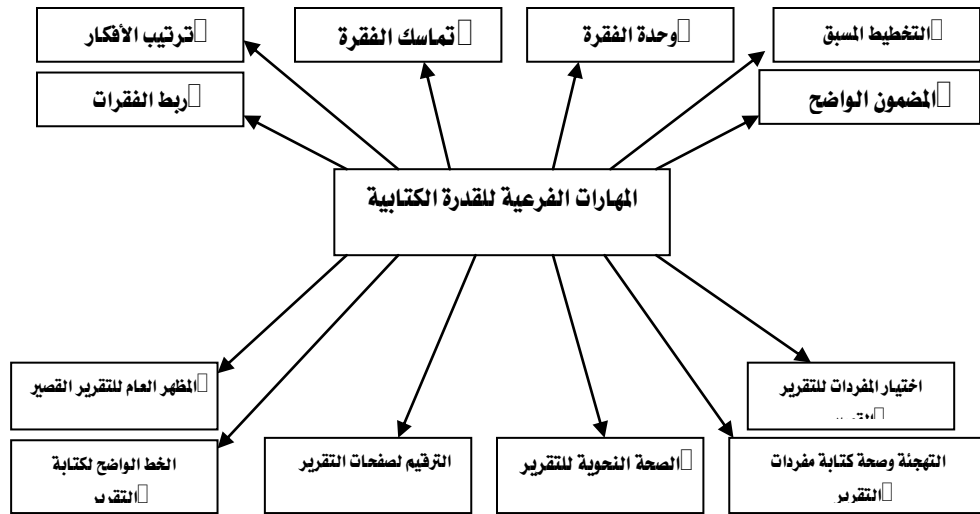 التخطيط المسبق
وحدة الفقرة
تماسك الفقرة
ترتيب الأفكار
المضمون الواضح
ربط الفقرات
المهارات الفرعية للقدرة الكتابية
اختيار المفردات للتقرير
المظهر العام للتقرير القصير
التهجئة وصحة كتابة مفردات
التقرير
الصحة النحوية للتقرير
الترقيم لصفحات التقرير
الخط الواضح لكتابة
التقرير